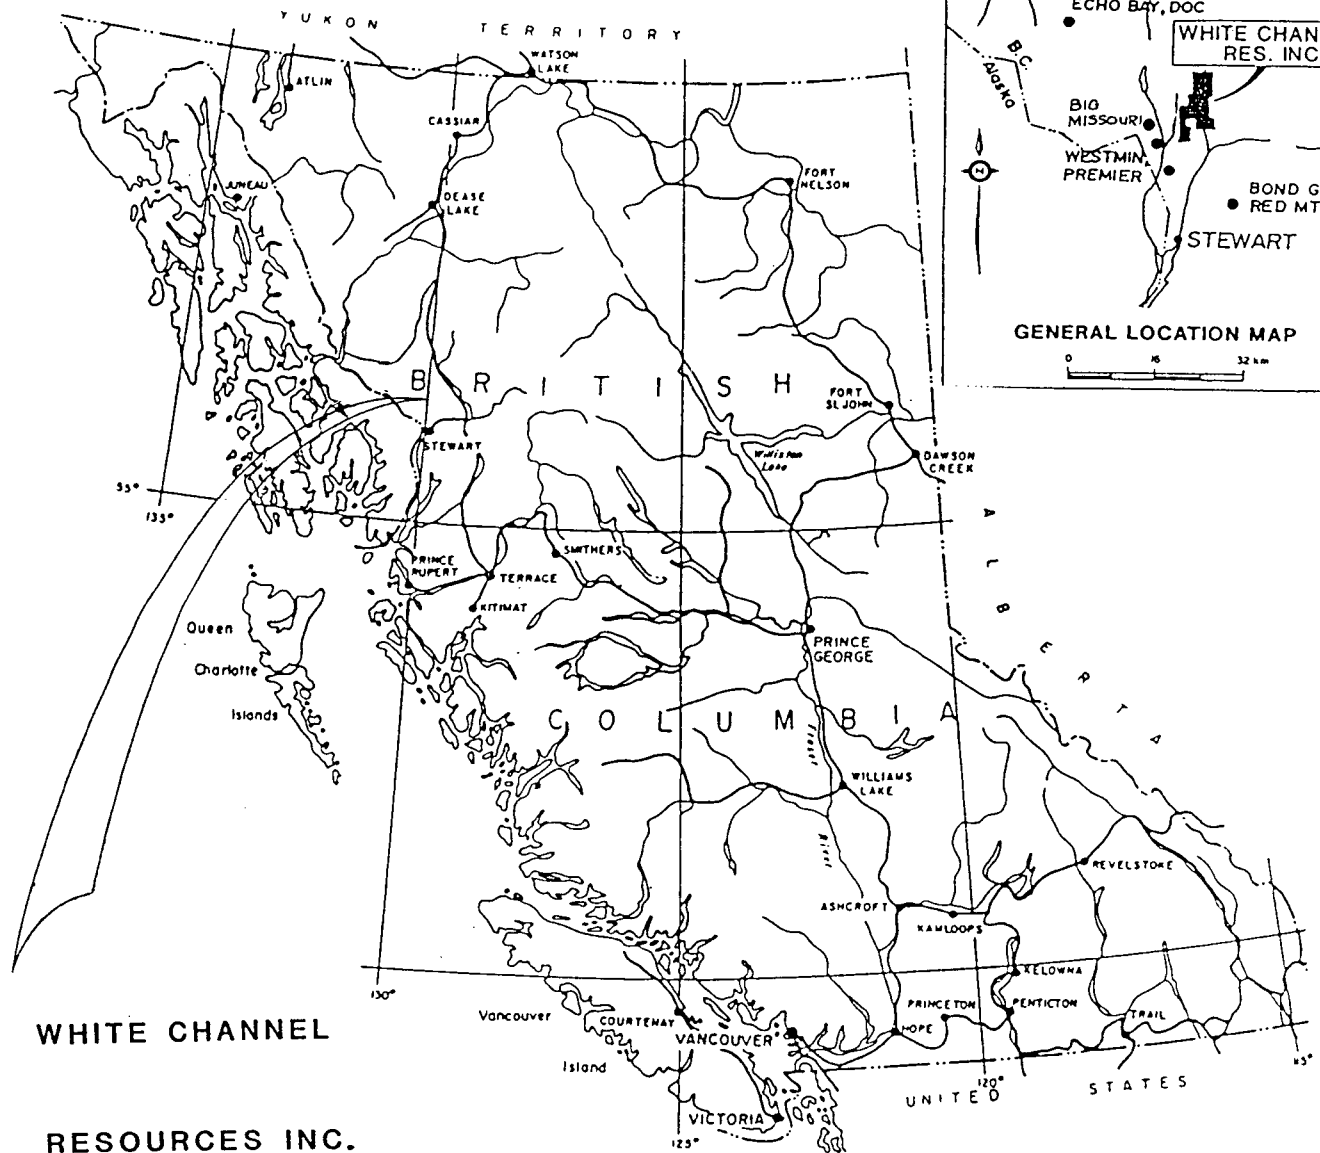 YUKON TERRITORY
WATSON
LAKE
ATLIN
CASSIAR
JUNEAU
DEASE
LAKE
FORT
NELSON
BRITISH
FORT
ST. JOHN
STEWART
Williston
Lake
DAWSON
CREEK
55°
135°
ALBERTA
PRINCE
RUPERT
SMITHERS
TERRACE
KITIMAT
Queen
Charlotte
Islands
PRINCE
GEORGE
COLUMBIA
Fraser
River
WILLIAMS
LAKE
REVELSTOKE
ASHCROFT
KAMLOOPS
KELOWNA
130°
PRINCETON
PENTICTON
Vancouver
Island
COURTENAY
VANCOUVER
HOPE
TRAIL
120°
UNITED STATES
VICTORIA
125°
WHITE CHANNEL
RESOURCES INC.
ECHO BAY, DOC
WHITE CHAN
RES. INC
B.C.
Alaska
BIG
MISSOURI
WESTMIN
PREMIER
N
BOND G
RED MT
STEWART
GENERAL LOCATION MAP
0 16 32 km